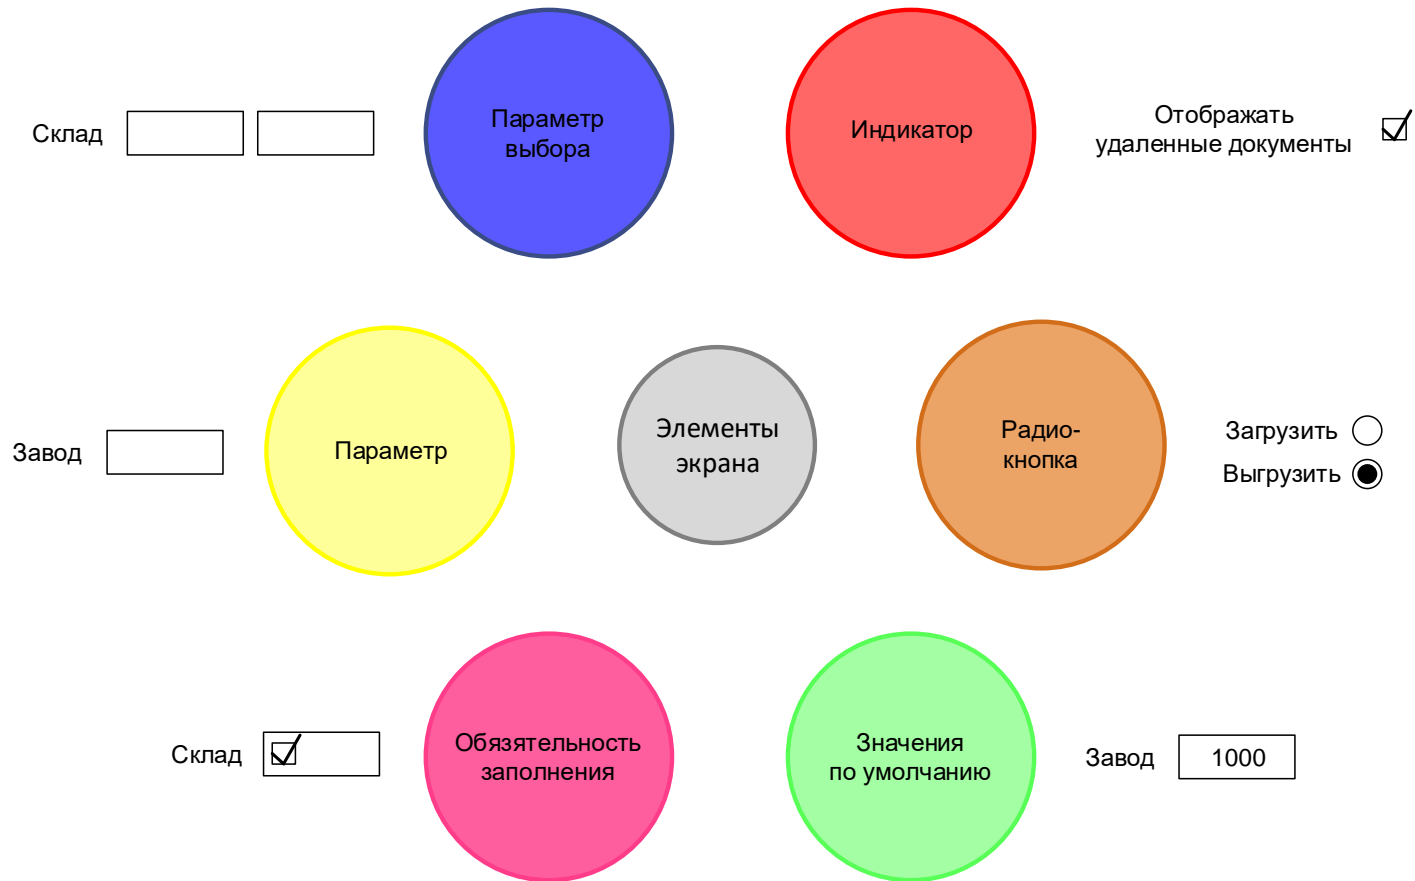 Склад
Параметр
выбора
Индикатор
Отображать
удаленные документы
Завод
Параметр
Элементы
экрана
Радио-
кнопка
Загрузить
Выгрузить
Склад
Обязятельность
заполнения
Значения
по умолчанию
Завод
1000